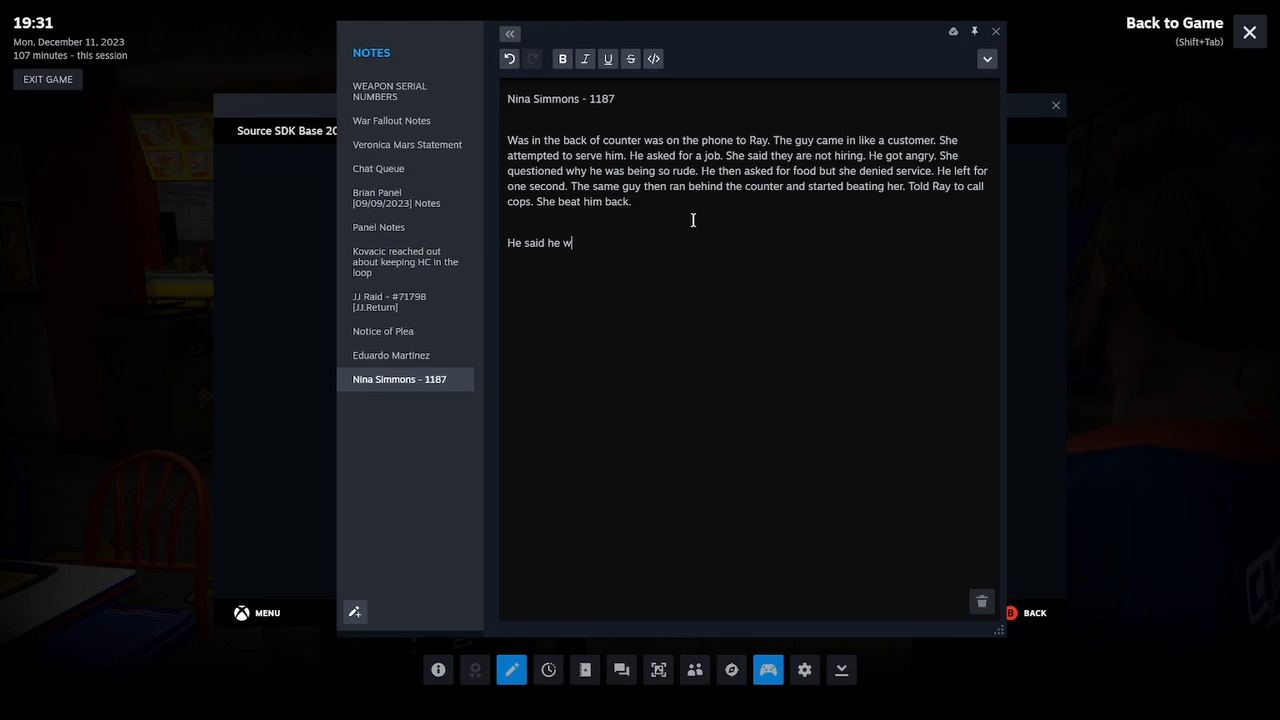 19:31
Mon, December 11, 2023
107 minutes - this session
EXIT GAME
Back to Game
(Shift+Tab)
Source SDK Base 20
NOTES
WEAPON SERIAL
NUMBERS
War Fallout Notes
Veronica Mars Statement
Chat Queue
Brian Panel
[09/09/2023] Notes
Panel Notes
Kovacic reached out
about keeping HC in the
loop
JJ Raid - #71798
[JJ.Return]
Notice of Plea
Eduardo Martinez
Nina Simmons - 1187
B I U S </>
Nina Simmons - 1187
Was in the back of counter was on the phone to Ray. The guy came in like a customer. She
attempted to serve him. He asked for a job. She said they are not hiring. He got angry. She
questioned why he was being so rude. He then asked for food but she denied service. He left for
one second. The same guy then ran behind the counter and started beating her. Told Ray to call
cops. She beat him back.
He said he w
MENU
B BACK